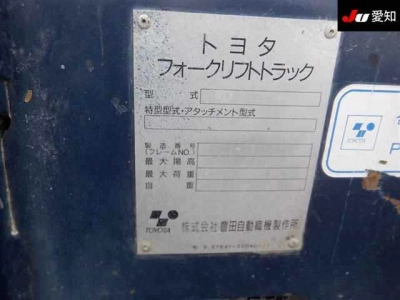 JU 愛知
トヨタ
フォークリフトトラック
型式
特型型式・アタッチメント型式
製造番号
(フレームNO.)
最大揚高
最大荷重
自重
TOYODA
株式会社 豊田自動織機製作所
TOYOTA
P